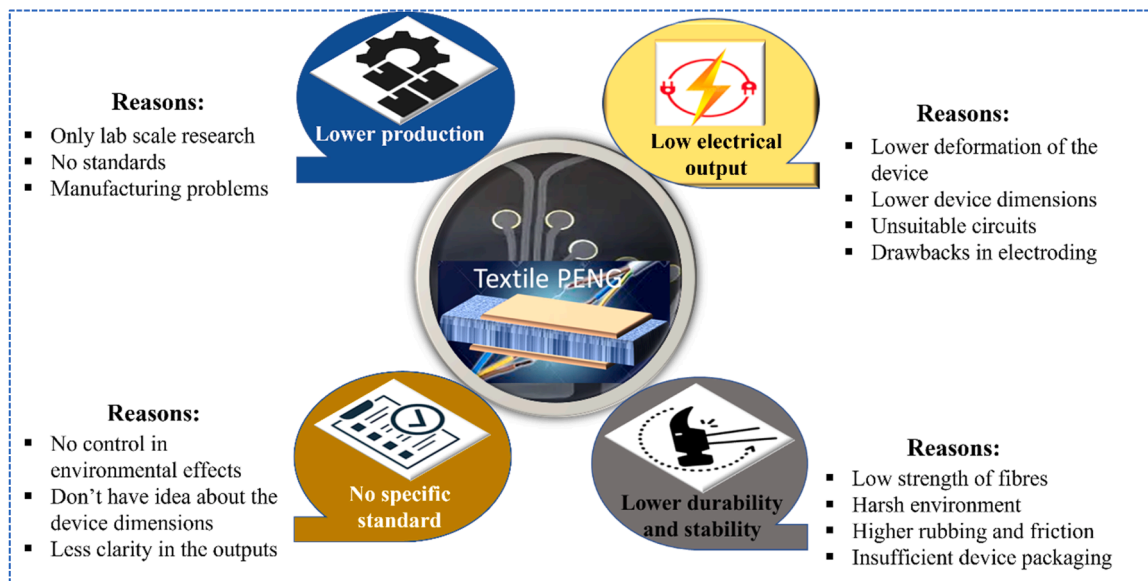 Reasons:
▪ Only lab scale research
▪ No standards
▪ Manufacturing problems
Lower production
Low electrical
output
Reasons:
▪ Lower deformation of the
device
▪ Lower device dimensions
▪ Unsuitable circuits
▪ Drawbacks in electroding
Textile PENG
Reasons:
▪ No control in
environmental effects
▪ Don’t have idea about the
device dimensions
▪ Less clarity in the outputs
No specific
standard
Lower durability
and stability
Reasons:
▪ Low strength of fibres
▪ Harsh environment
▪ Higher rubbing and friction
▪ Insufficient device packaging